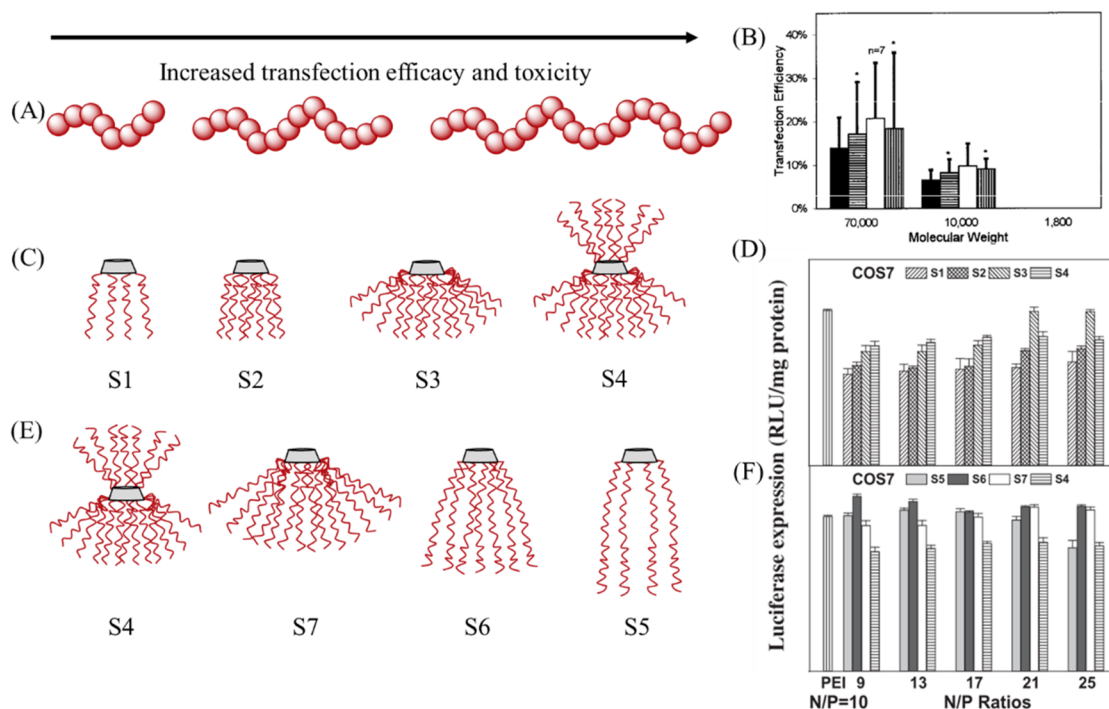 Increased transfection efficacy and toxicity
(A)
(B)
Transfection Efficiency
40%
30%
20%
10%
0%
n=7
*
*
*
*
70,000
10,000
1,800
Molecular Weight
(C)
S1
S2
S3
S4
(D)
COS7 S1 S2 S3 S4
(E)
S4
S7
S6
S5
(F)
COS7 S5 S6 S7 S4
Luciferase expression (RLU/mg protein)
PEI 9 13 17 21 25
N/P=10 N/P Ratios